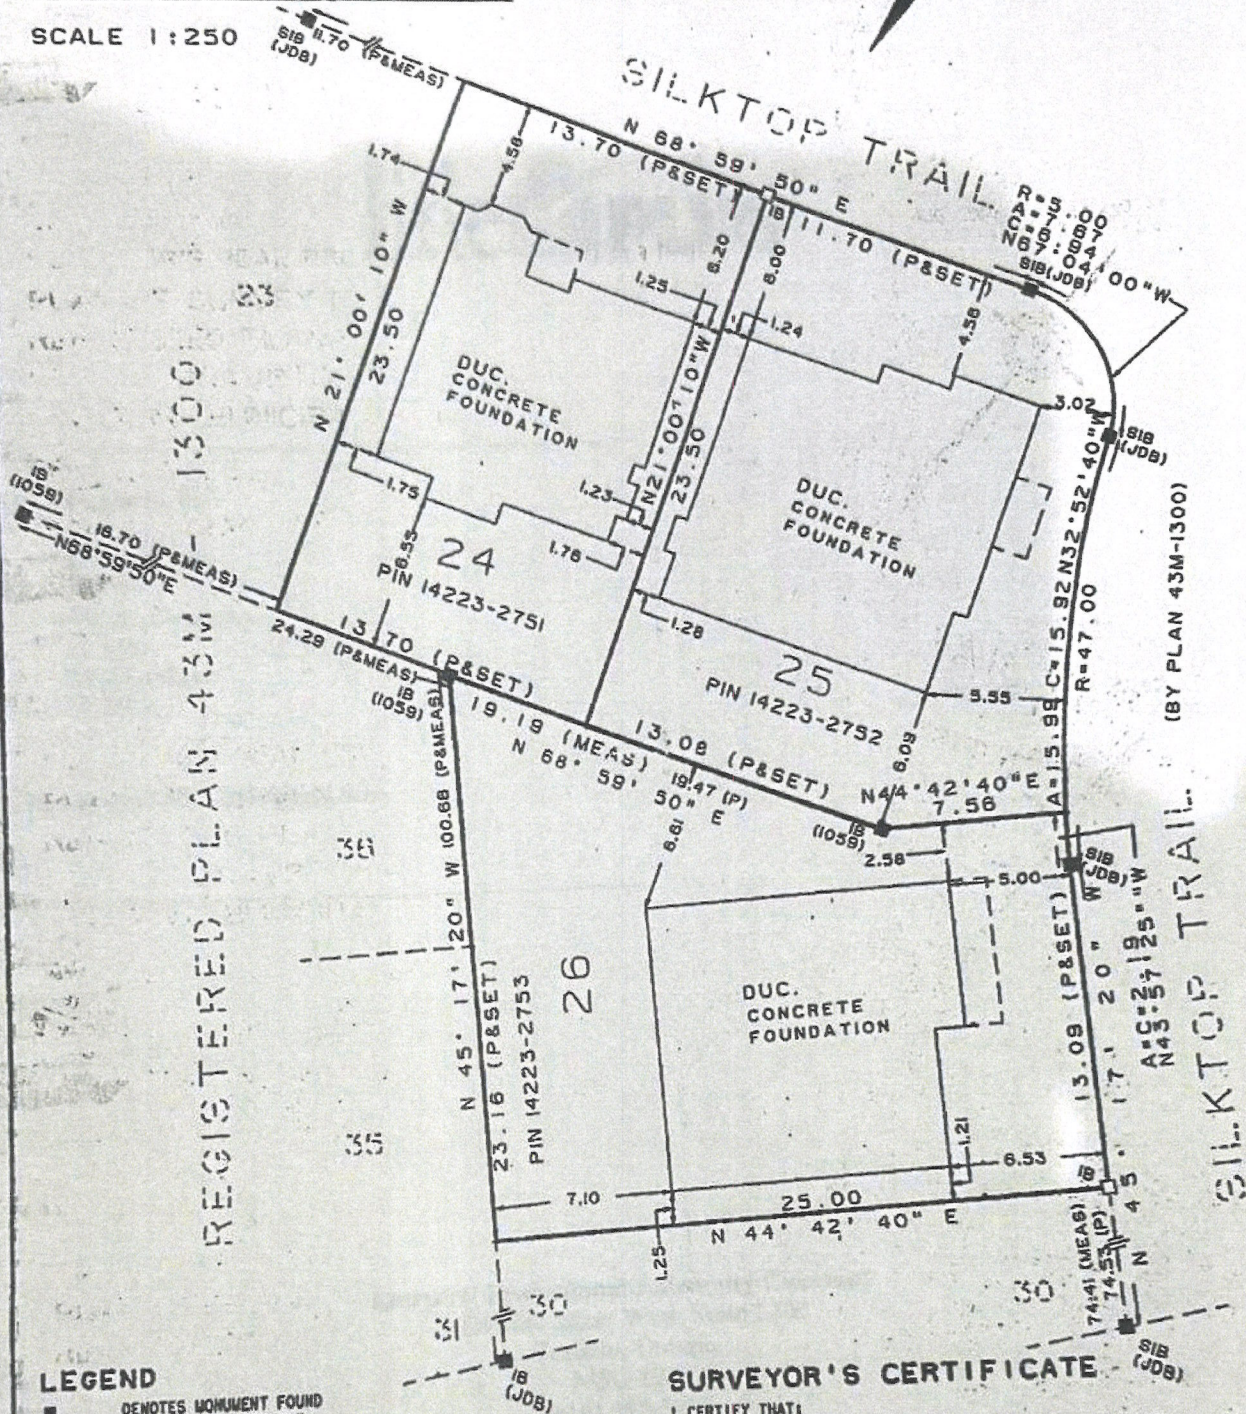 SCALE 1:250
SIB
(JDB)
11.70 (P&MEAS)
SILKTOP TRAIL
N 68° 59' 50" E
13.70 (P&SET)
4.58
1.74
IB
11.70 (P&SET)
R=5.00
A=7.87
C=7.08
N67°04'00"W
SIB(JDB)
6.20
6.00
1.25
1.24
4.58
23
N 21° 00' 10" W
23.50
DUC.
CONCRETE
FOUNDATION
N21°00'10"W
23.50
3.02
SIB
(JDB)
DUC.
CONCRETE
FOUNDATION
IB
(1059)
16.70 (P&MEAS)
N68°59'50"E
1.75
1.23
1.76
6.55
24
PIN 14223-2751
1.28
25
PIN 14223-2752
5.55
6.09
A=15.99 C=15.92 N32°52'40"W
R=47.00
(BY PLAN 43M-1300)
REGISTERED PLAN 43M-1300
13.70 (P&SET)
24.29 (P&MEAS)
IB
(1059)
19.19 (MEAS)
N 68° 59' 50" E
19.47 (P)
13.08 (P&SET)
IB
(1059)
N44°42'40"E
7.56
2.58
5.00
SIB
(JDB)
6.61
100.68 (P&MEAS)
36
35
N 45° 17' 20" W
23.16 (P&SET)
PIN 14223-2753
26
DUC.
CONCRETE
FOUNDATION
13.09 (P&SET)
N 45° 17' 20" W
A=C=2.19
N43°57'25"W
SILKTOP TRAIL
1.21
6.53
IB
7.10
25.00
N 44° 42' 40" E
1.25
74.41 (MEAS)
74.53 (P)
30
31
30
IB
(JDB)
SIB
(JDB)
LEGEND
DENOTES MONUMENT FOUND
SURVEYOR'S CERTIFICATE
I CERTIFY THAT: